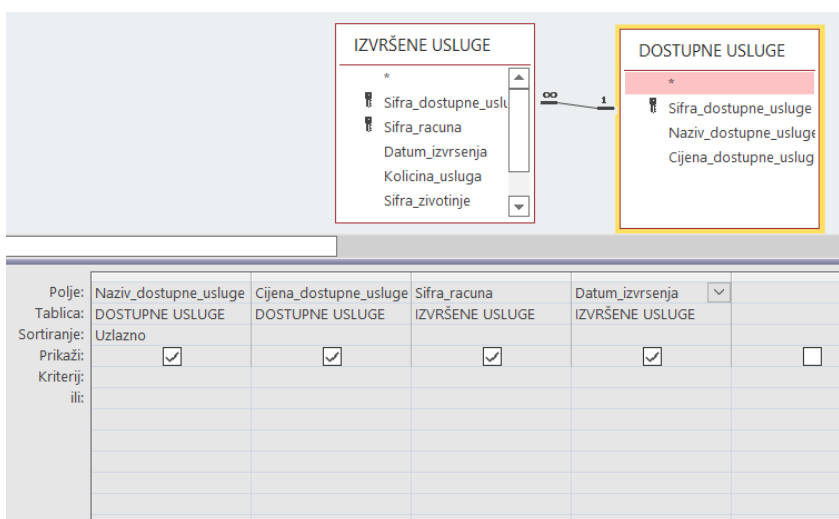 IZVRŠENE USLUGE
*
Sifra_dostupne_uslu
Sifra_racuna
Datum_izvrsenja
Kolicina_usluga
Sifra_zivotinje
∞ 1
DOSTUPNE USLUGE
*
Sifra_dostupne_usluge
Naziv_dostupne_usluge
Cijena_dostupne_uslug
Polje: Naziv_dostupne_usluge Cijena_dostupne_usluge Sifra_racuna Datum_izvrsenja
Tablica: DOSTUPNE USLUGE DOSTUPNE USLUGE IZVRŠENE USLUGE IZVRŠENE USLUGE
Sortiranje: Uzlazno
Prikaži:
Kriterij:
ili: